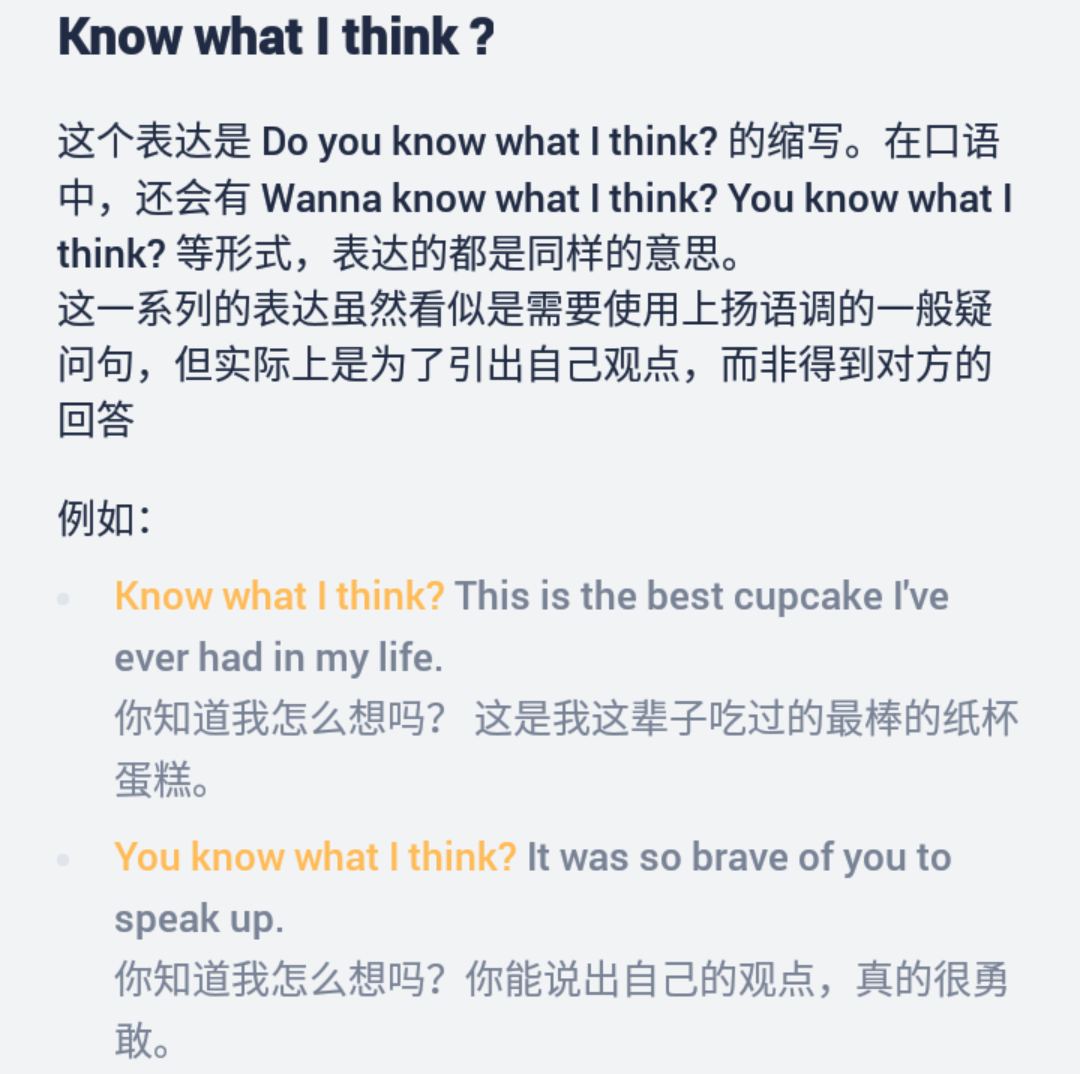 Know what I think ?
这个表达是 Do you know what I think? 的缩写。在口语
中，还会有 Wanna know what I think? You know what I
think? 等形式，表达的都是同样的意思。
这一系列的表达虽然看似是需要使用上扬语调的一般疑
问句，但实际上是为了引出自己观点，而非得到对方的
回答
例如：
Know what I think? This is the best cupcake I've
ever had in my life.
你知道我怎么想吗？ 这是我这辈子吃过的最棒的纸杯
蛋糕。
You know what I think? It was so brave of you to
speak up.
你知道我怎么想吗？你能说出自己的观点，真的很勇
敢。